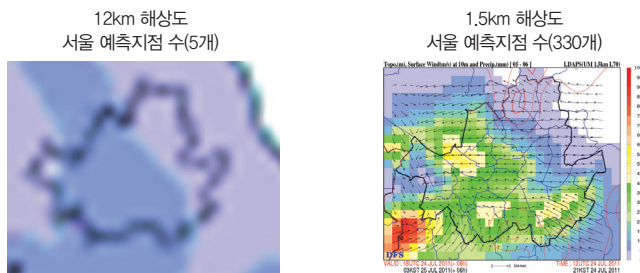 12km 해상도
서울 예측지점 수(5개)
1.5km 해상도
서울 예측지점 수(330개)
Topo.(m), Surface Wind(m/s) at 10m and Precip.(mm) [ 05 - 06 ] LDAPS(UM 1.5km L70)
DFS
VALID : 18UTC 24 JUL 2011(+ 06h) TIME : 12UTC 24 JUL 2011
03KST 25 JUL 2011(+ 06h) 21KST 24 JUL 2011